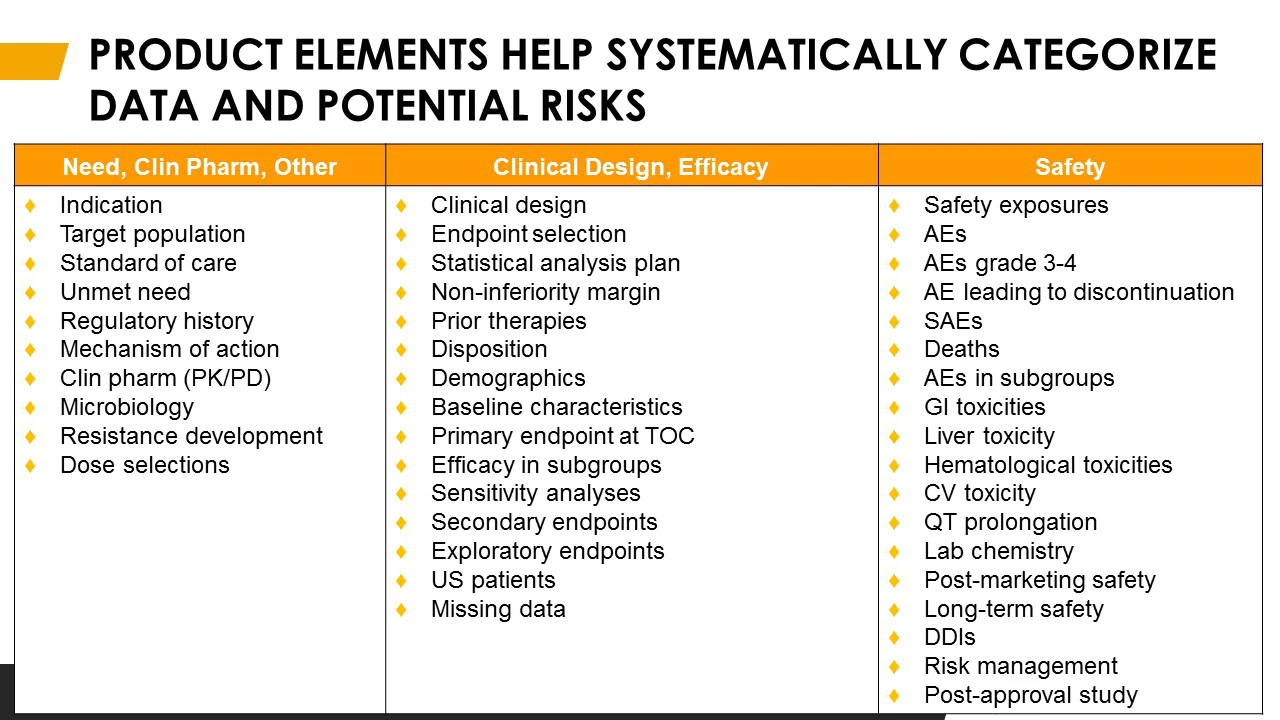 PRODUCT ELEMENTS HELP SYSTEMATICALLY CATEGORIZE
DATA AND POTENTIAL RISKS
Need, Clin Pharm, Other
Indication
Target population
Standard of care
Unmet need
Regulatory history
Mechanism of action
Clin pharm (PK/PD)
Microbiology
Resistance development
Dose selections
Clinical Design, Efficacy
Clinical design
Endpoint selection
Statistical analysis plan
Non-inferiority margin
Prior therapies
Disposition
Demographics
Baseline characteristics
Primary endpoint at TOC
Efficacy in subgroups
Sensitivity analyses
Secondary endpoints
Exploratory endpoints
US patients
Missing data
Safety
Safety exposures
AEs
AEs grade 3-4
AE leading to discontinuation
SAEs
Deaths
AEs in subgroups
GI toxicities
Liver toxicity
Hematological toxicities
CV toxicity
QT prolongation
Lab chemistry
Post-marketing safety
Long-term safety
DDIs
Risk management
Post-approval study